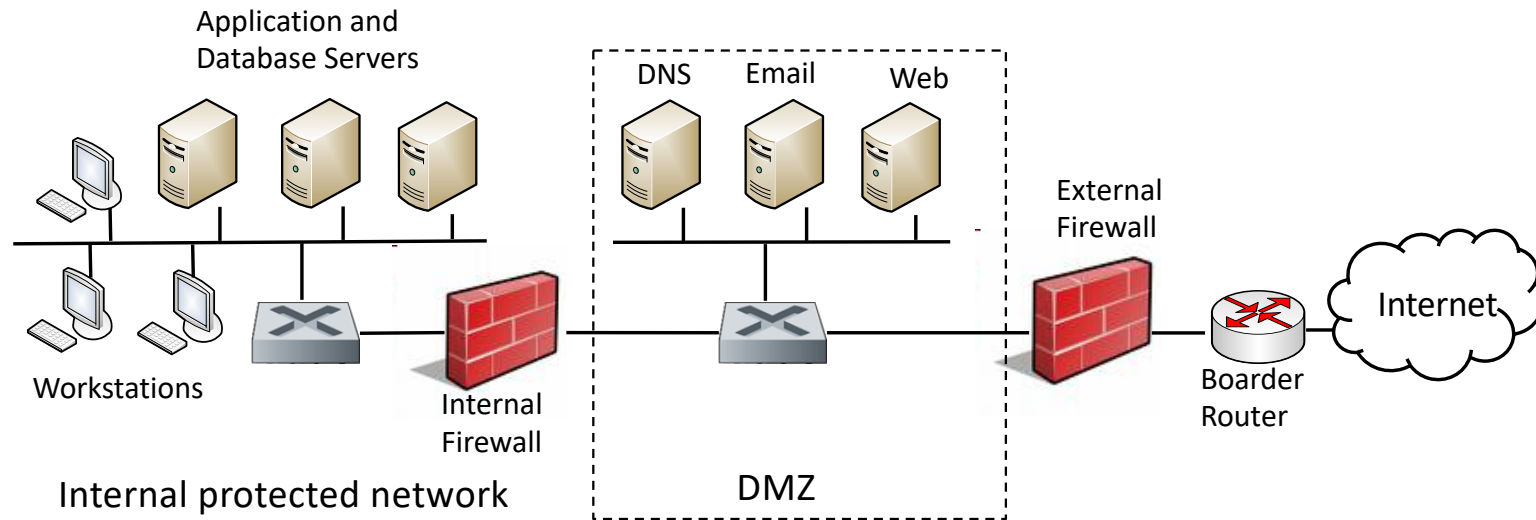 Application and
Database Servers
DNS
Email
Web
External
Firewall
Internet
Workstations
Internal
Firewall
Boarder
Router
Internal protected network
DMZ